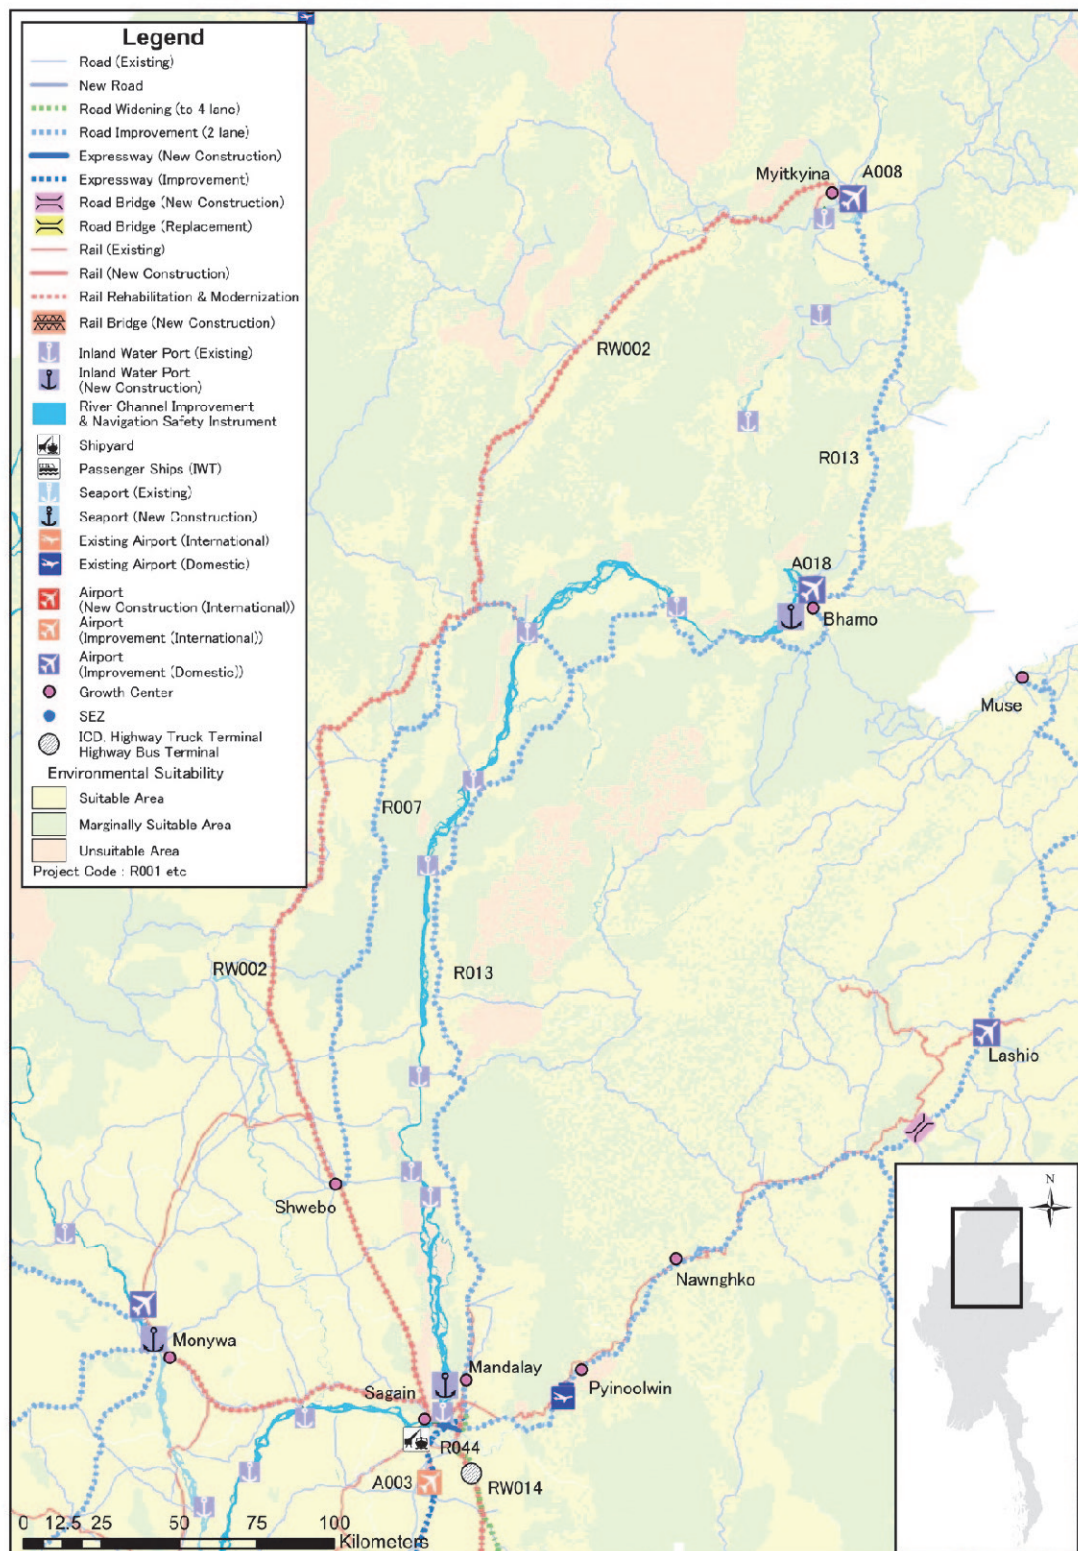 Legend
Road (Existing)
New Road
Road Widening (to 4 lane)
Road Improvement (2 lane)
Expressway (New Construction)
Expressway (Improvement)
Road Bridge (New Construction)
Road Bridge (Replacement)
Rail (Existing)
Rail (New Construction)
Rail Rehabilitation & Modernization
Rail Bridge (New Construction)
Inland Water Port (Existing)
Inland Water Port
(New Construction)
River Channel Improvement
& Navigation Safety Instrument
Shipyard
Passenger Ships (IWT)
Seaport (Existing)
Seaport (New Construction)
Existing Airport (International)
Existing Airport (Domestic)
Airport
(New Construction (International))
Airport
(Improvement (International))
Airport
(Improvement (Domestic))
Growth Center
SEZ
ICD. Highway Truck Terminal
Highway Bus Terminal
Environmental Suitability
Suitable Area
Marginally Suitable Area
Unsuitable Area
Project Code : R001 etc
Myitkyina
A008
RW002
R013
A018
Bhamo
Muse
R007
RW002
R013
Lashio
Shwebo
Nawnghko
Monywa
Mandalay
Pyinoolwin
Sagain
R044
A003
RW014
N
0 12.5 25 50 75 100
Kilometers